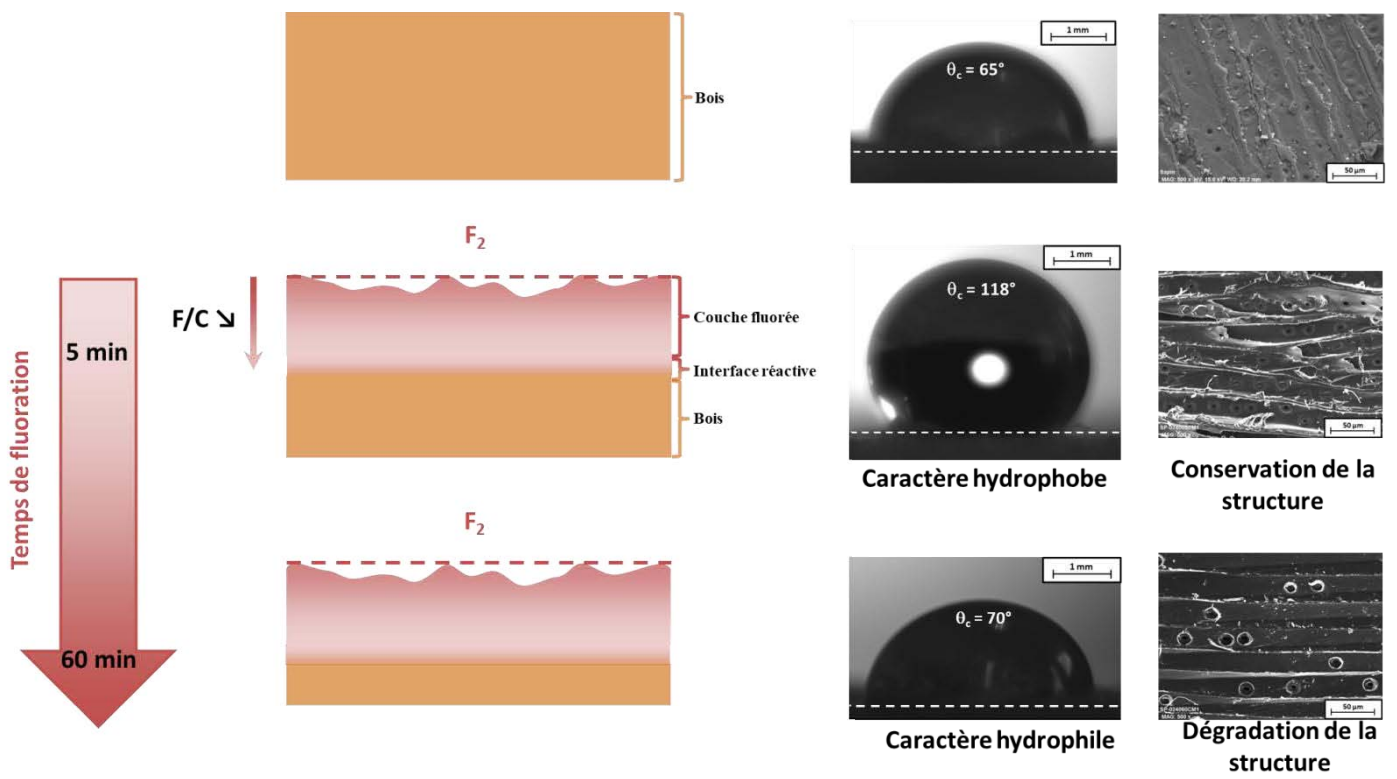 Bois
1 mm
θc = 65°
50 µm
F2
Temps de fluoration
5 min
60 min
F/C ↘
Couche fluorée
Interface réactive
Bois
1 mm
θc = 118°
Caractère hydrophobe
50 µm
Conservation de la
structure
F2
1 mm
θc = 70°
Caractère hydrophile
50 µm
Dégradation de la
structure